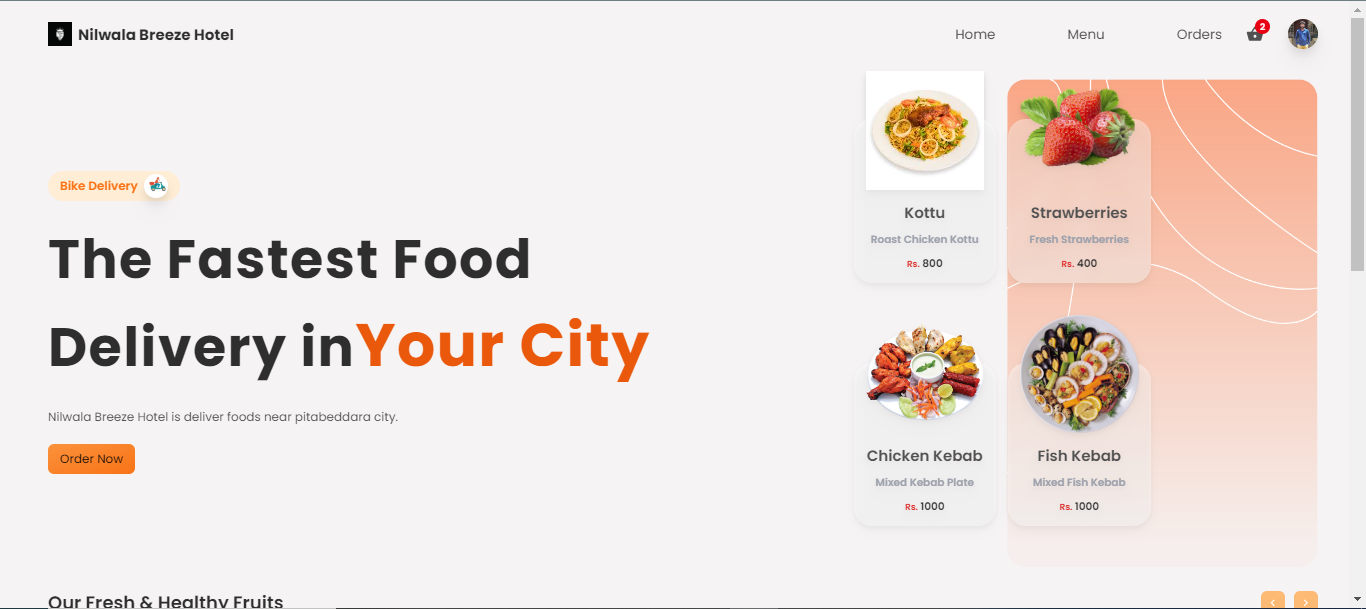 Nilwala Breeze Hotel
Home
Menu
Orders
2
Bike Delivery
The Fastest Food
Delivery inYour City
Nilwala Breeze Hotel is deliver foods near pitabeddara city.
Order Now
Kottu
Roast Chicken Kottu
Rs. 800
Strawberries
Fresh Strawberries
Rs. 400
Chicken Kebab
Mixed Kebab Plate
Rs. 1000
Fish Kebab
Mixed Fish Kebab
Rs. 1000
Our Fresh & Healthy Fruits